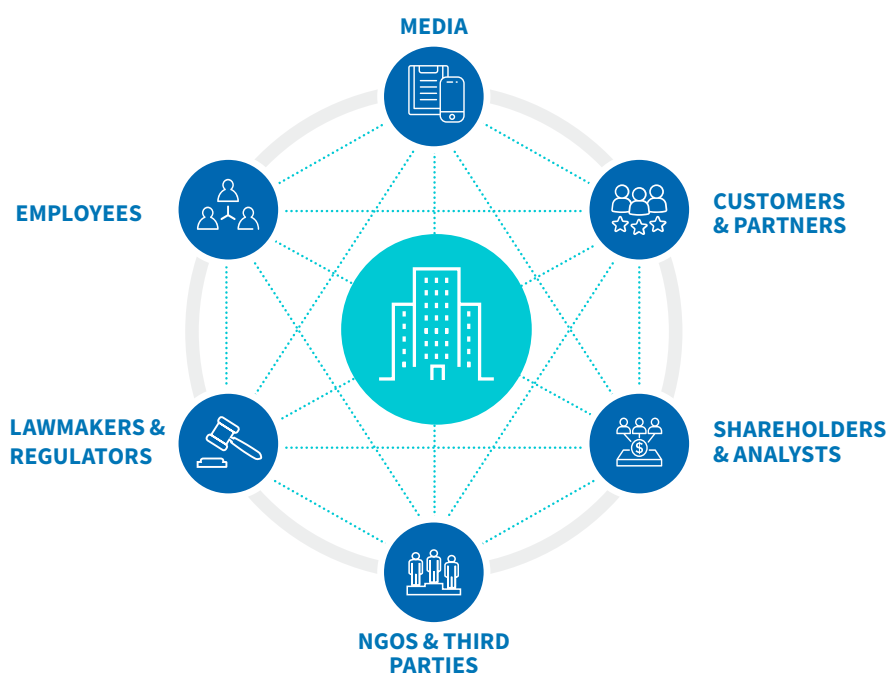 MEDIA
EMPLOYEES
CUSTOMERS
& PARTNERS
LAWMAKERS &
REGULATORS
SHAREHOLDERS
& ANALYSTS
$
NGOS & THIRD
PARTIES